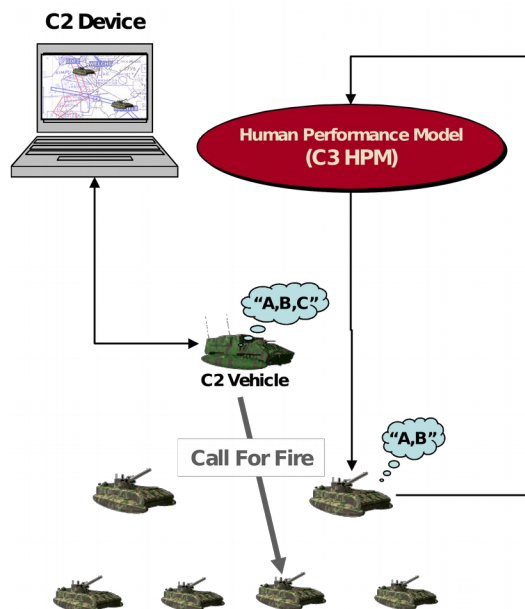 C2 Device
Human Performance Model
(C3 HPM)
“A,B,C”
C2 Vehicle
Call For Fire
“A,B”